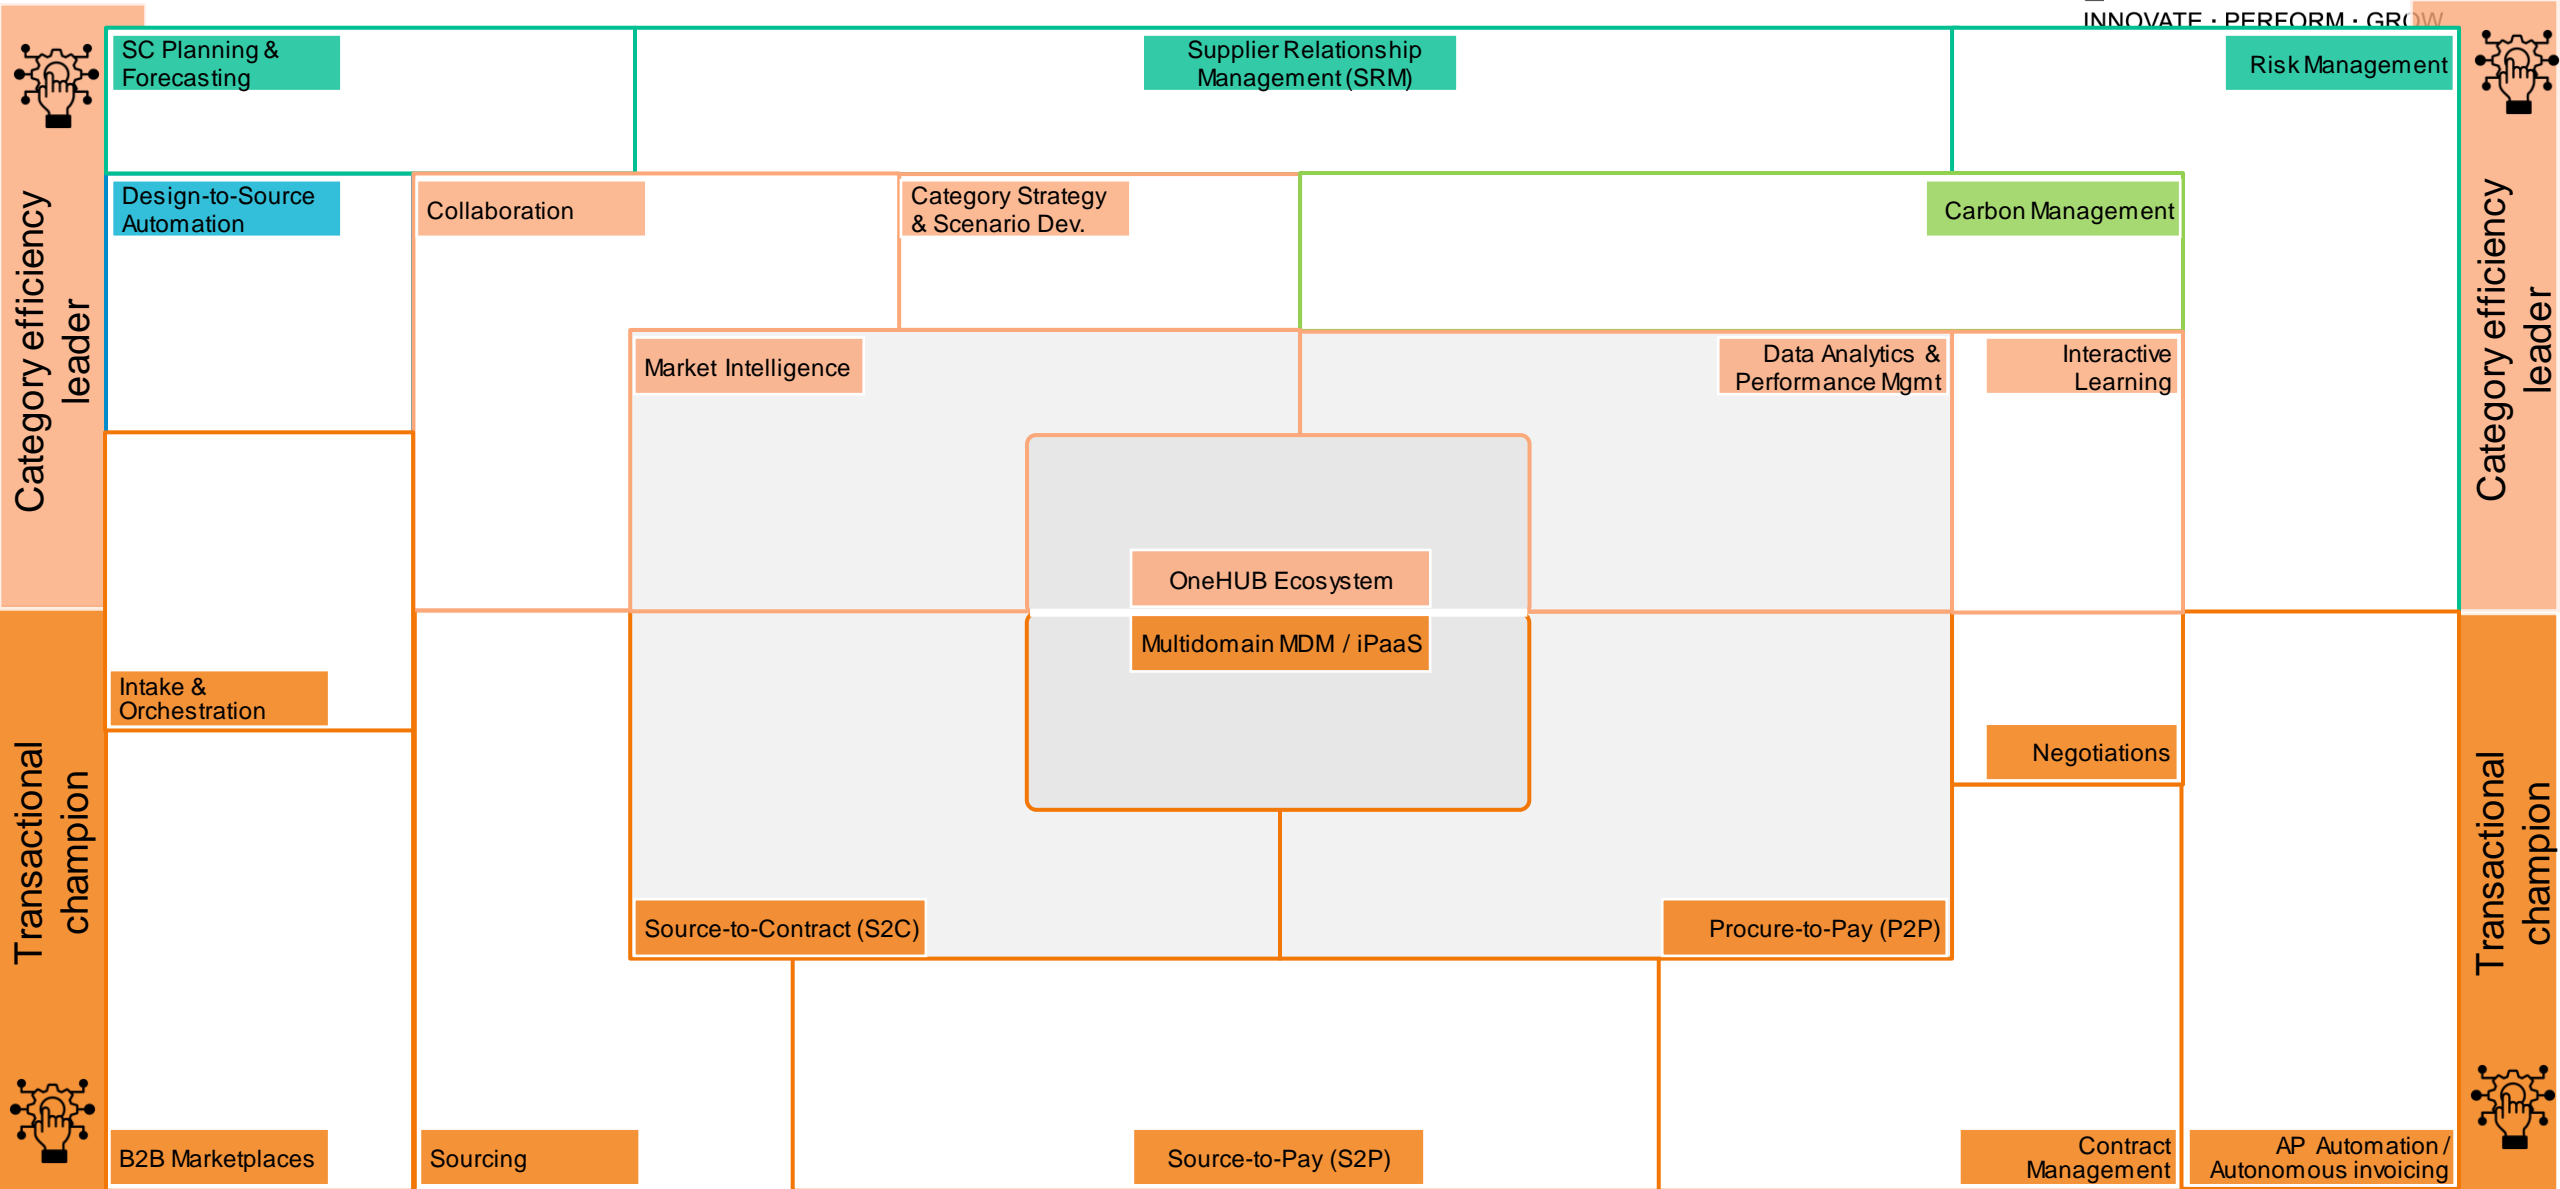 INNOVATE · PERFORM · GROW
SC Planning &
Forecasting
Supplier Relationship
Management (SRM)
Risk Management
Category efficiency
leader
Category efficiency
leader
Design-to-Source
Automation
Collaboration
Category Strategy
& Scenario Dev.
Carbon Management
Market Intelligence
Data Analytics &
Performance Mgmt
Interactive
Learning
OneHUB Ecosystem
Multidomain MDM / iPaaS
Intake &
Orchestration
Negotiations
Transactional
champion
Transactional
champion
Source-to-Contract (S2C)
Procure-to-Pay (P2P)
B2B Marketplaces
Sourcing
Source-to-Pay (S2P)
Contract
Management
AP Automation /
Autonomous invoicing